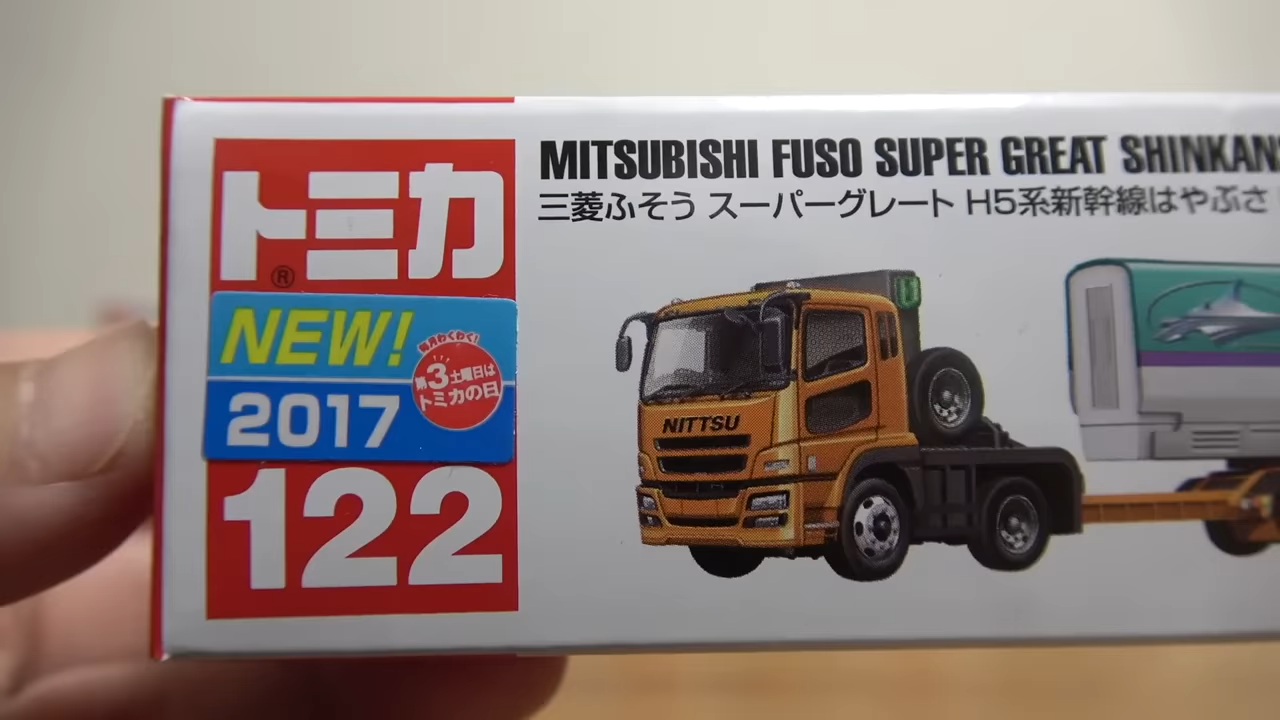 トミカ
®
NEW!
2017
毎月わくわく!
第3土曜日は
トミカの日
122
MITSUBISHI FUSO SUPER GREAT SHINKAN
三菱ふそう スーパーグレート H5系新幹線はやぶさ
NITTSU